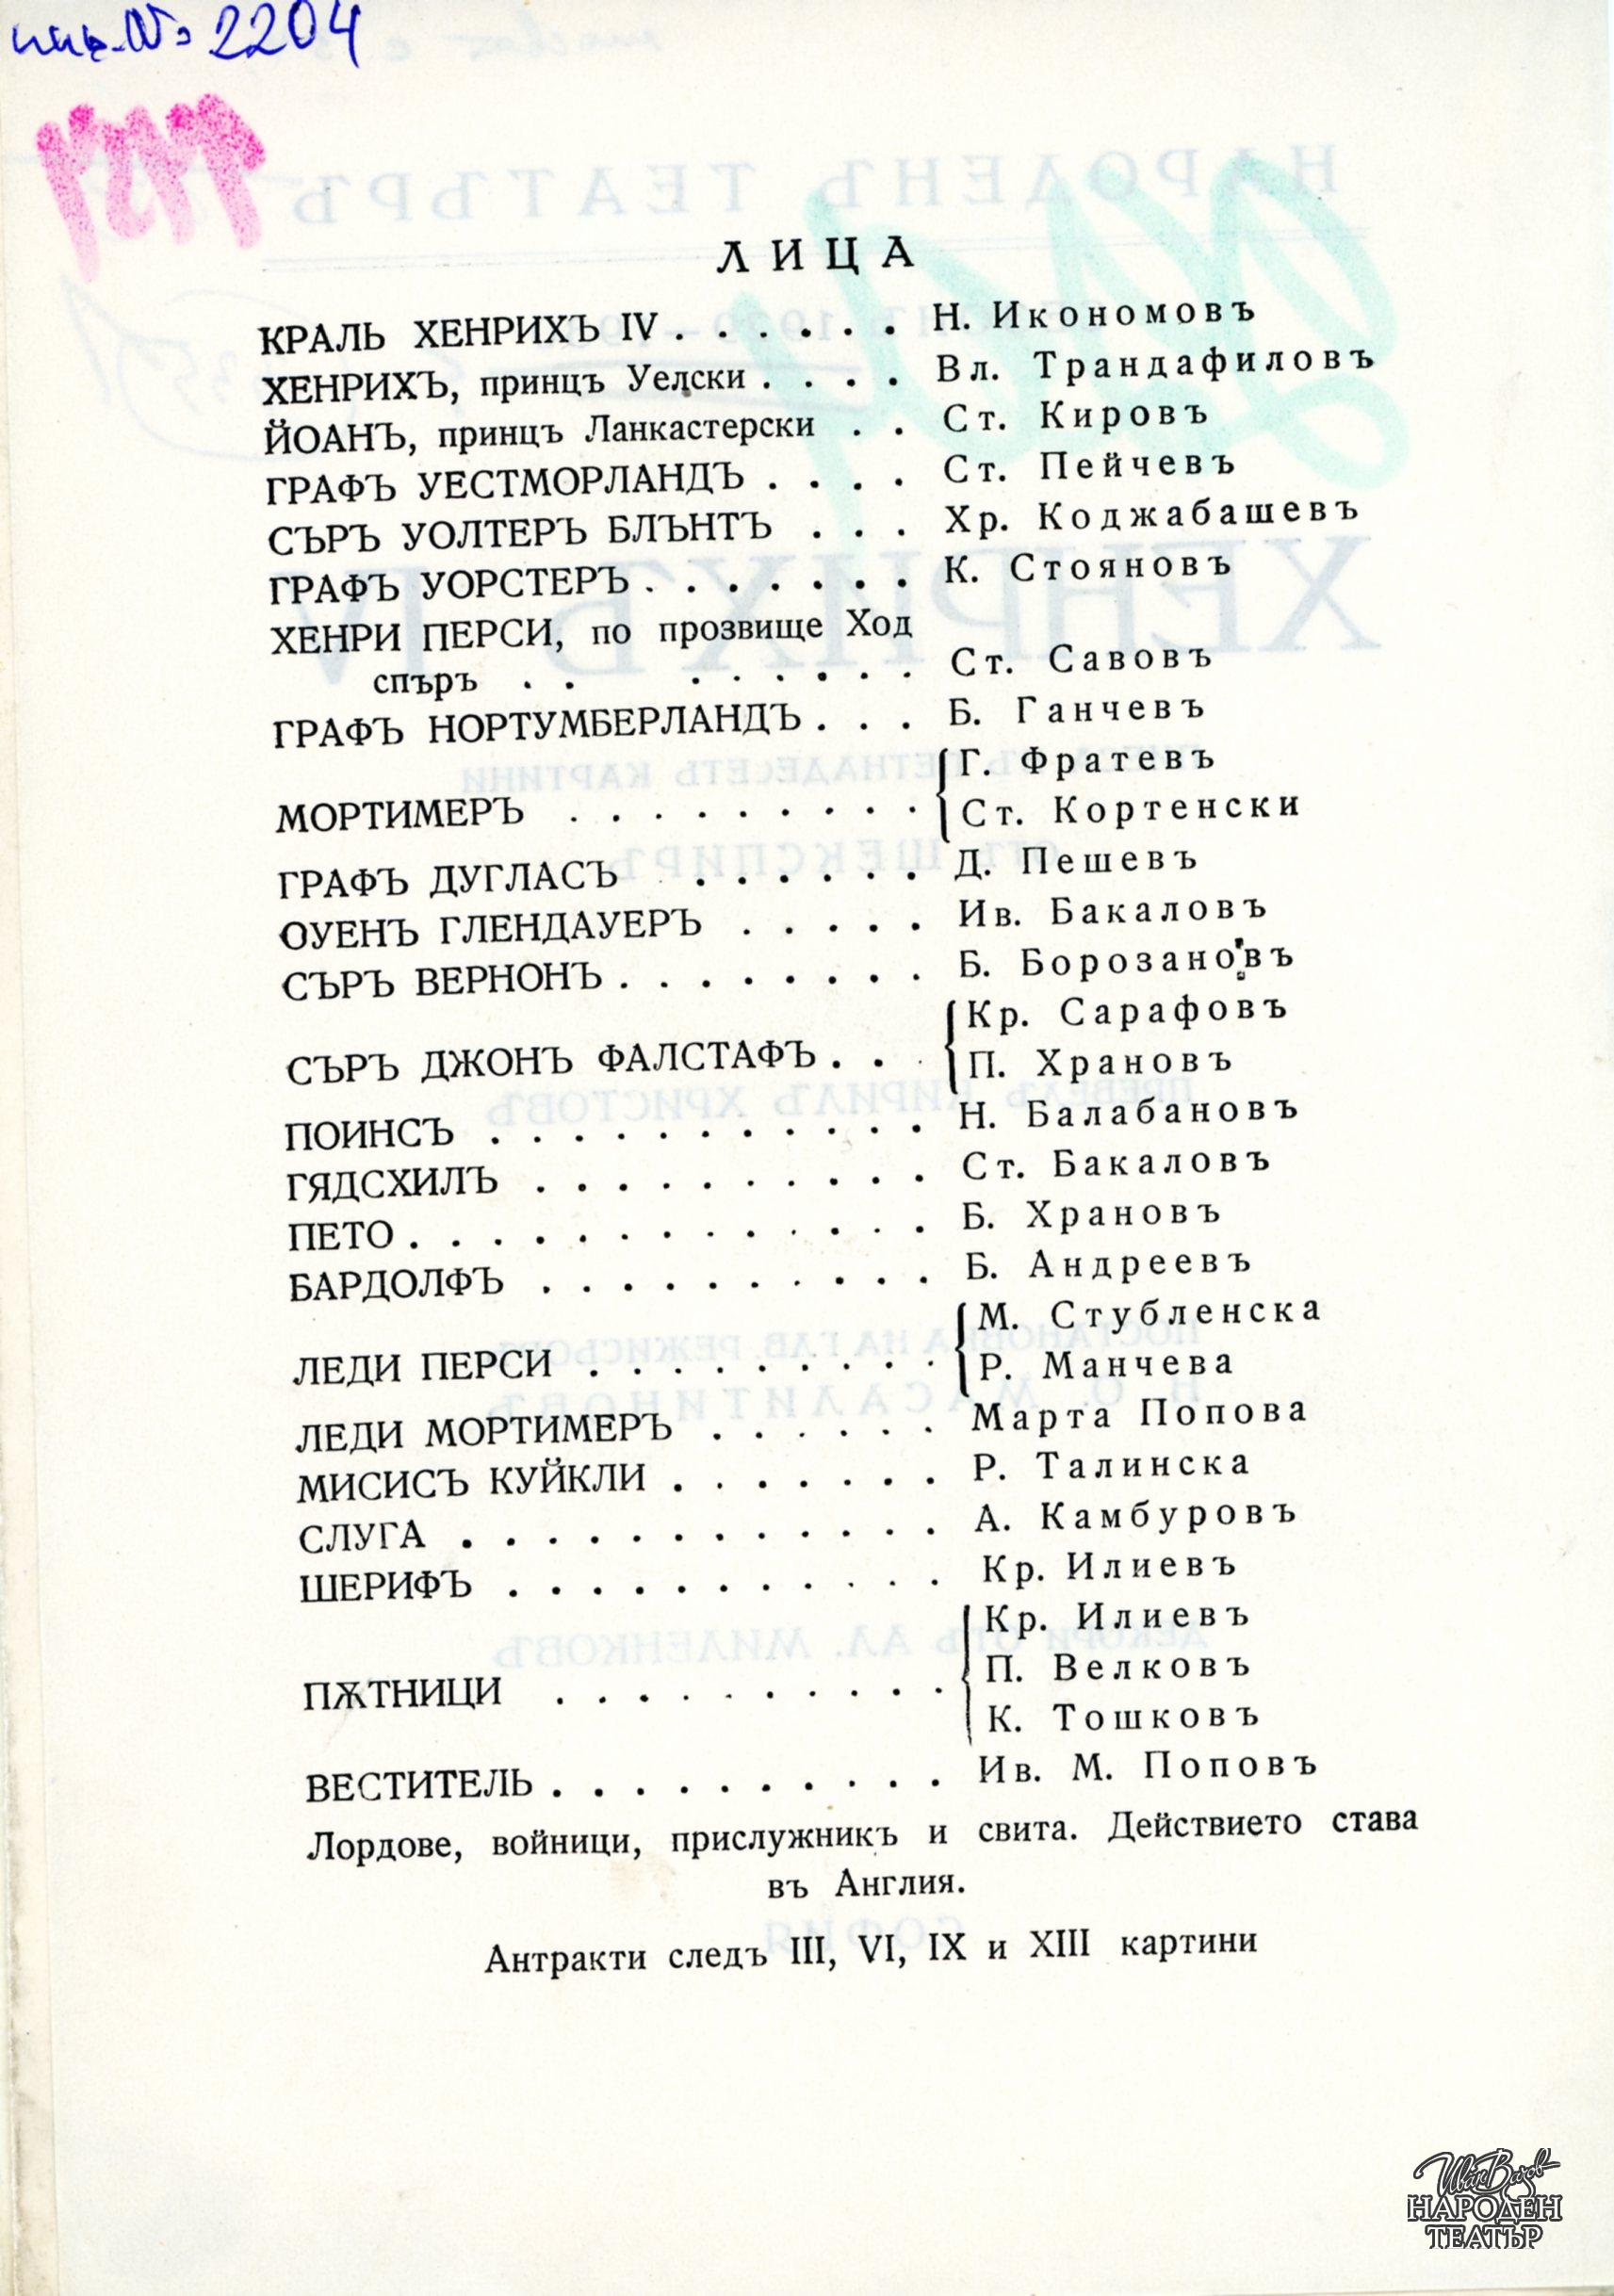 инв. № 2204
ЛИЦА
КРАЛЬ ХЕНРИХЪ IV . . . . . . Н. Икономовъ
ХЕНРИХЪ, принцъ Уелски . . . . Вл. Трандафиловъ
ЙОАНЪ, принцъ Ланкастерски . . Ст. Кировъ
ГРАФЪ УЕСТМОРЛАНДЪ . . . . Ст. Пейчевъ
СЪРЪ УОЛТЕРЪ БЛЪНТЪ . . . Хр. Коджабашевъ
ГРАФЪ УОРСТЕРЪ . . . . . . . К. Стояновъ
ХЕНРИ ПЕРСИ, по прозвище Ход
спъръ . . . . . . . . Ст. Савовъ
ГРАФЪ НОРТУМБЕРЛАНДЪ . . . Б. Ганчевъ
Г. Фратевъ
МОРТИМЕРЪ . . . . . . . . .
Ст. Кортенски
ГРАФЪ ДУГЛАСЪ . . . . . . Д. Пешевъ
ОУЕНЪ ГЛЕНДАУЕРЪ . . . . . Ив. Бакаловъ
СЪРЪ ВЕРНОНЪ . . . . . . . . Б. Борозановъ
Кр. Сарафовъ
СЪРЪ ДЖОНЪ ФАЛСТАФЪ . . .
П. Храновъ
ПОИНСЪ . . . . . . . . . . . Н. Балабановъ
ГЯДСХИЛЪ . . . . . . . . . . Ст. Бакаловъ
ПЕТО . . . . . . . . . . . . . Б. Храновъ
БАРДОЛФЪ . . . . . . . . . . Б. Андреевъ
М. Стубленска
ЛЕДИ ПЕРСИ . . . . . . . . .
Р. Манчева
ЛЕДИ МОРТИМЕРЪ . . . . . . Марта Попова
МИСИСЪ КУЙКЛИ . . . . . . . Р. Талинска
СЛУГА . . . . . . . . . . . . А. Камбуровъ
ШЕРИФЪ . . . . . . . . . . . Кр. Илиевъ
Кр. Илиевъ
П. Велковъ
ПѪТНИЦИ . . . . . . . . . .
К. Тошковъ
ВЕСТИТЕЛЬ . . . . . . . . . . Ив. М. Поповъ
Лордове, войници, прислужникъ и свита. Действието става
въ Англия.
Антракти следъ III, VI, IX и XIII картини
Иван Вазов
НАРОДЕН
ТЕАТЪР